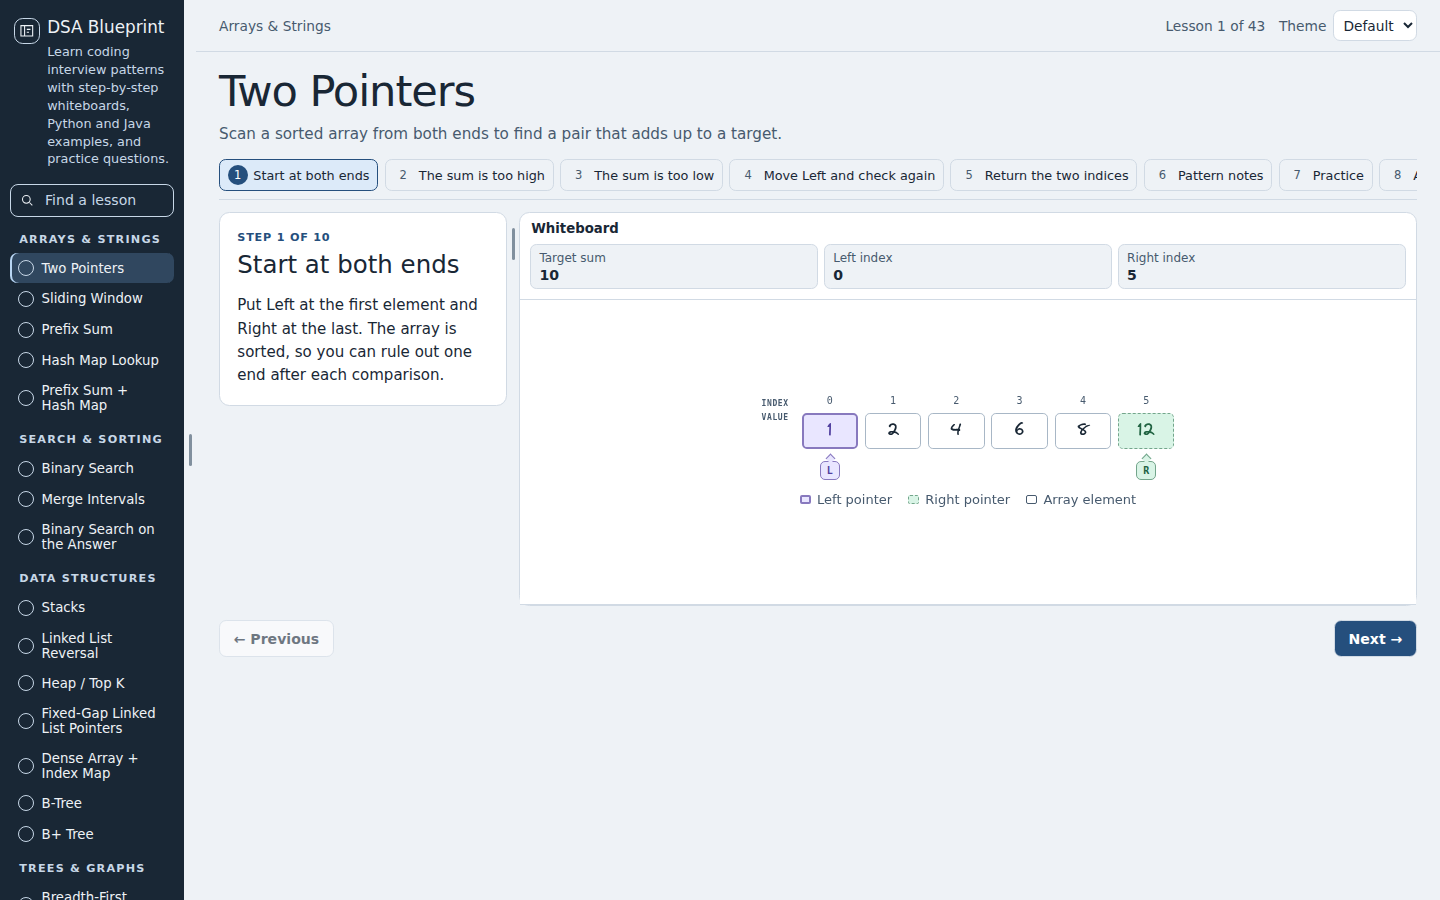 DSA Blueprint
Learn coding
interview patterns
with step-by-step
whiteboards,
Python and Java
examples, and
practice questions.
Find a lesson
ARRAYS & STRINGS
Two Pointers
Sliding Window
Prefix Sum
Hash Map Lookup
Prefix Sum +
Hash Map
SEARCH & SORTING
Binary Search
Merge Intervals
Binary Search on
the Answer
DATA STRUCTURES
Stacks
Linked List
Reversal
Heap / Top K
Fixed-Gap Linked
List Pointers
Dense Array +
Index Map
B-Tree
B+ Tree
TREES & GRAPHS
Breadth-First
Arrays & Strings
Lesson 1 of 43 Theme Default
Two Pointers
Scan a sorted array from both ends to find a pair that adds up to a target.
1 Start at both ends 2 The sum is too high 3 The sum is too low 4 Move Left and check again 5 Return the two indices 6 Pattern notes 7 Practice 8
STEP 1 OF 10
Start at both ends
Put Left at the first element and
Right at the last. The array is
sorted, so you can rule out one
end after each comparison.
Whiteboard
Target sum Left index Right index
10 0 5
INDEX 0 1 2 3 4 5
VALUE 1 2 4 6 8 12
L R
Left pointer Right pointer Array element
← Previous Next →